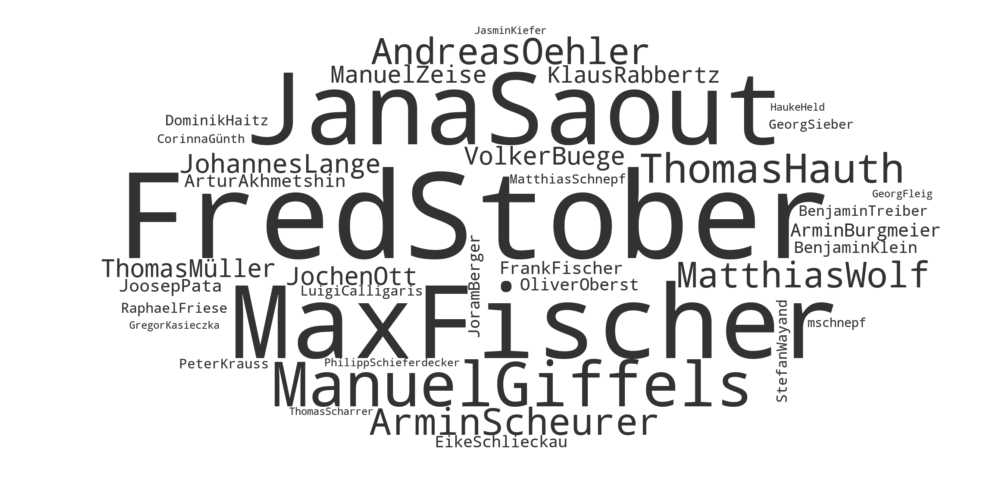 JasminKiefer
AndreasOehler
ManuelZeise
KlausRabbertz
JanaSaout
HaukeHeld
DominikHaitz
GeorgSieber
CorinnaGünth
JohannesLange
VolkerBuege
ThomasHauth
ArturAkhmetshin
MatthiasSchnepf
FredStober
GeorgFleig
BenjaminTreiber
ArminBurgmeier
BenjaminKlein
ThomasMüller
JochenOtt
JoramBerger
FrankFischer
MatthiasWolf
JoosepPata
LuigiCalligaris
OliverOberst
RaphaelFriese
MaxFischer
GregorKasieczka
StefanWayand
mschnepf
PeterKrauss
PhilippSchieferdecker
ManuelGiffels
ThomasScharrer
ArminScheurer
EikeSchlieckau